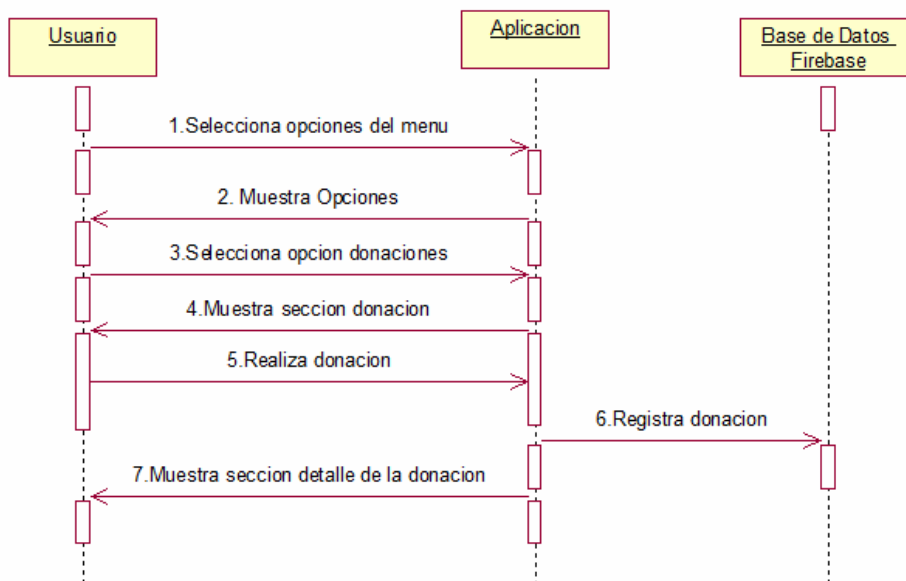 Usuario
Aplicacion
Base de Datos
Firebase
1.Selecciona opciones del menu
2. Muestra Opciones
3.Selecciona opcion donaciones
4.Muestra seccion donacion
5.Realiza donacion
6.Registra donacion
7.Muestra seccion detalle de la donacion